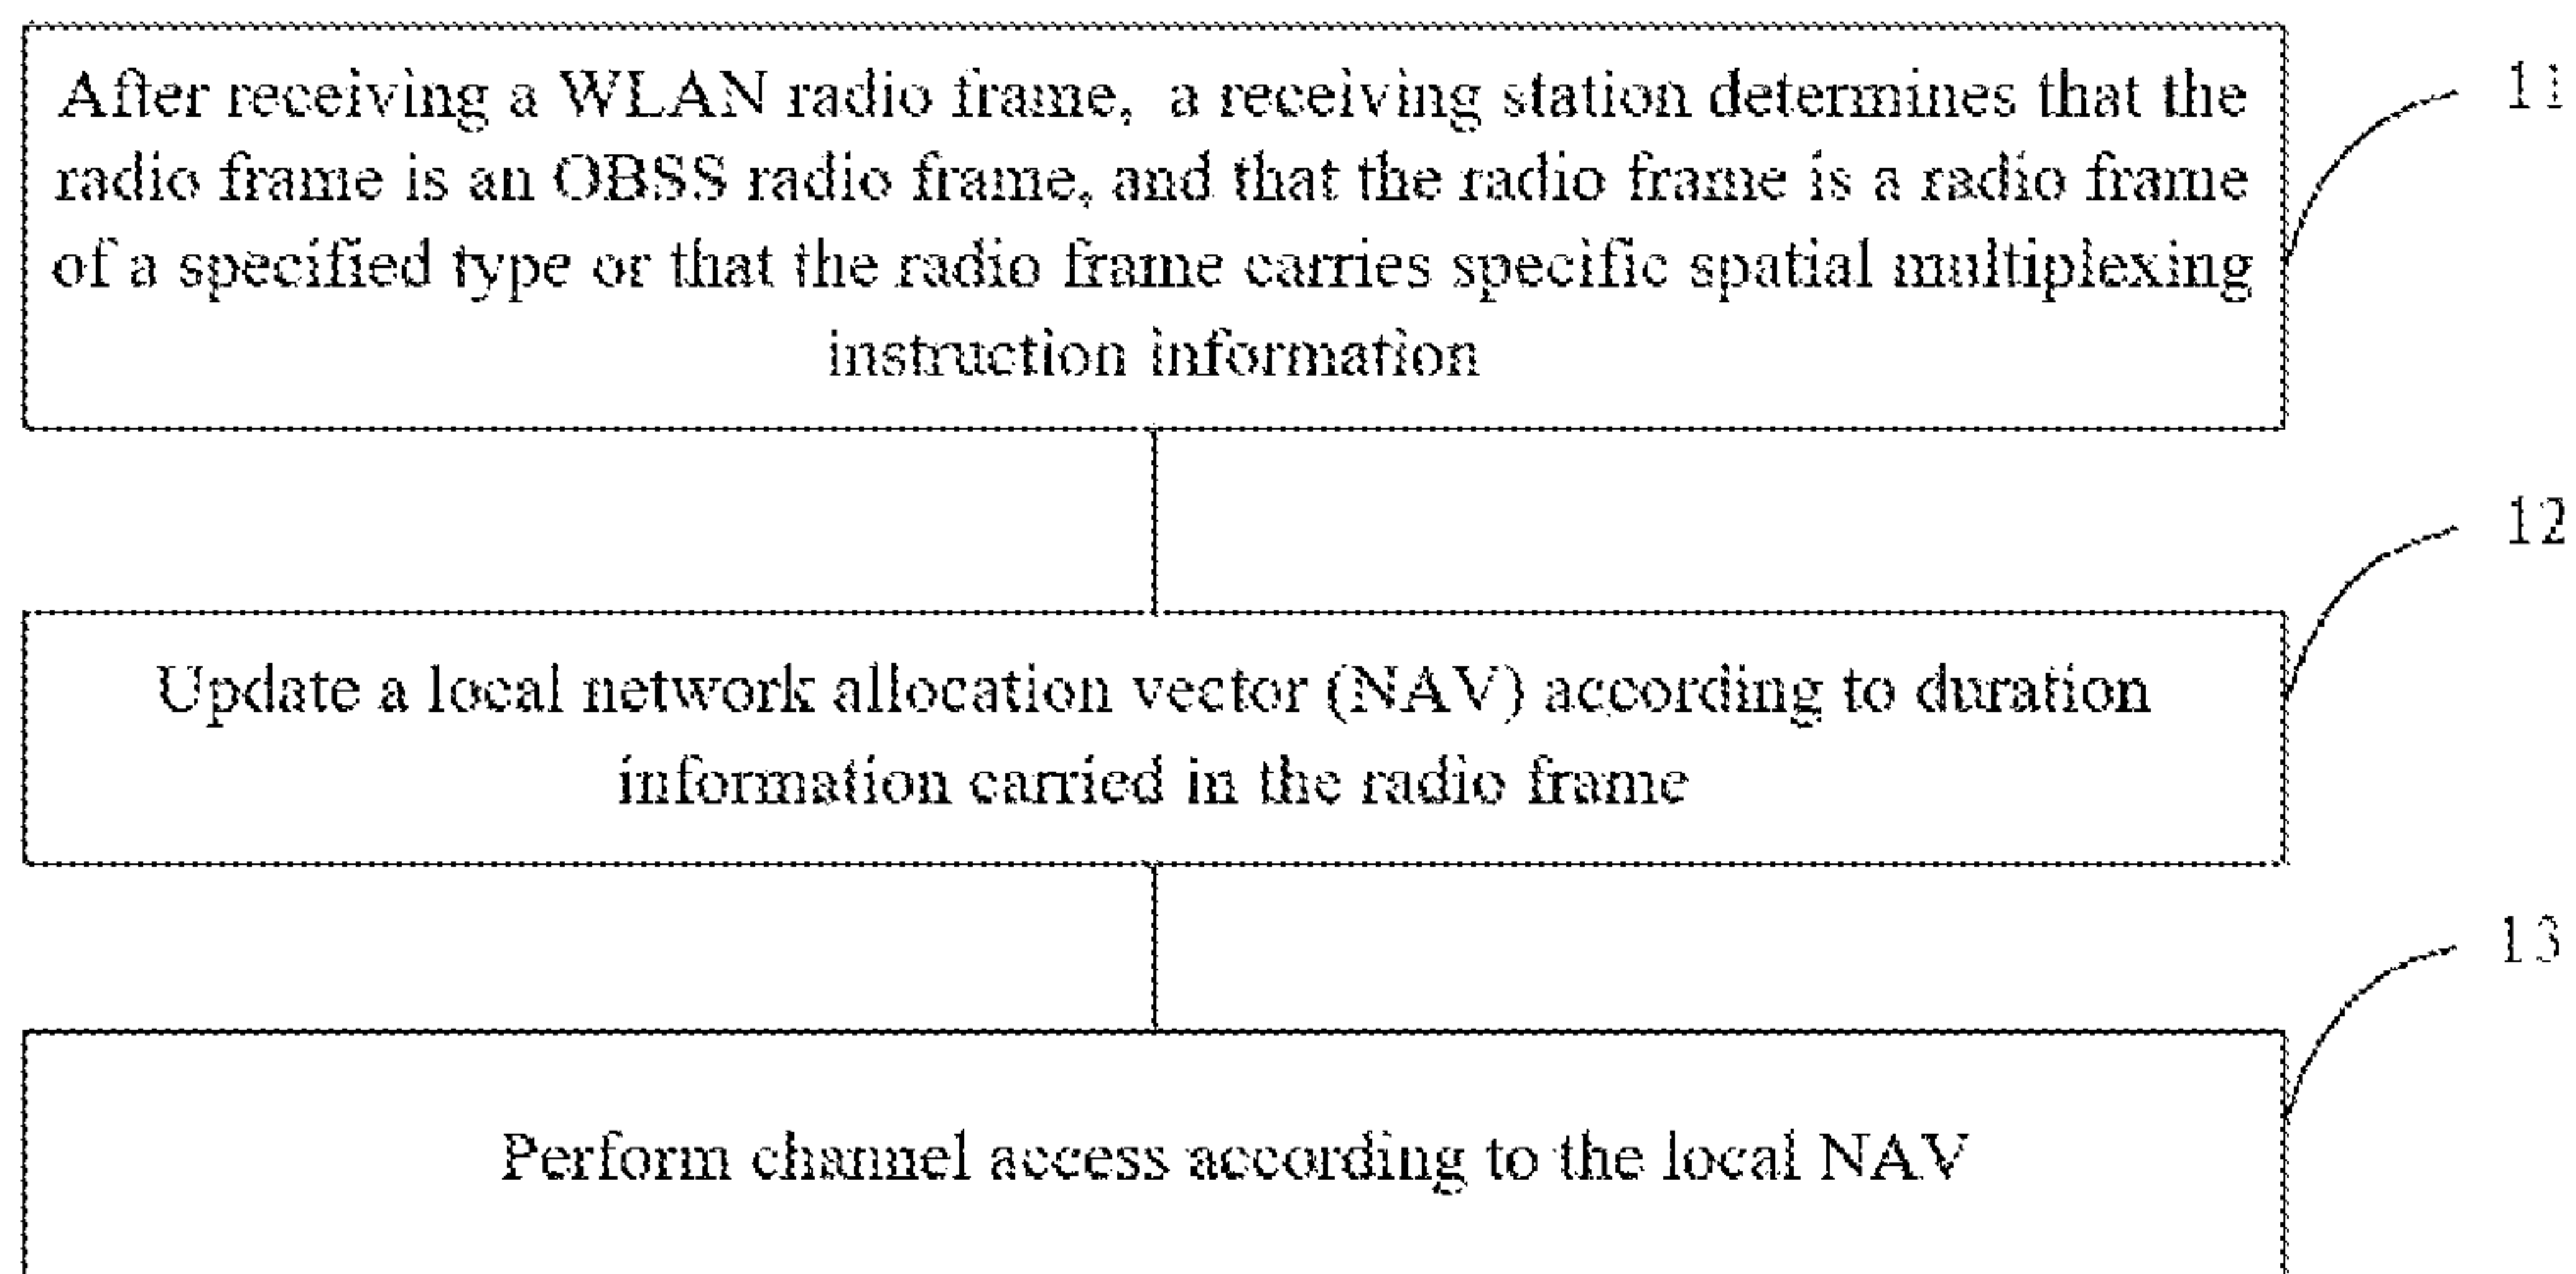 After receiving a WLAN radio frame, a receiving station determines that the
radio frame is an OBSS radio frame, and that the radio frame is a radio frame
of a specified type or that the radio frame carries specific spatial multiplexing
instruction information
11
Update a local network allocation vector (NAV) according to duration
information carried in the radio frame
12
Perform channel access according to the local NAV
13